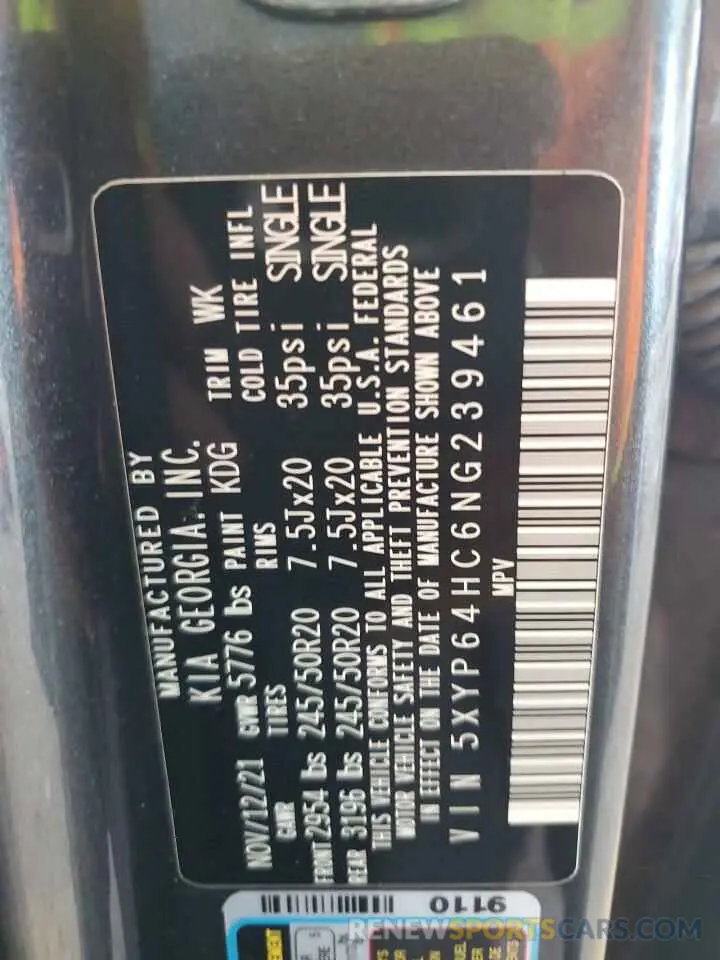 MANUFACTURED BY
KIA GEORGIA. INC.
NOV/12/21 GVWR 5776 lbs PAINT KDG TRIM WK
GAWR TIRES RIMS COLD TIRE INFL
FRONT 2954 lbs 245/50R20 7.5Jx20 35psi SINGLE
REAR 3196 lbs 245/50R20 7.5Jx20 35psi SINGLE
THIS VEHICLE CONFORMS TO ALL APPLICABLE U.S.A. FEDERAL
MOTOR VEHICLE SAFETY AND THEFT PREVENTION STANDARDS
IN EFFECT ON THE DATE OF MANUFACTURE SHOWN ABOVE
VIN 5XYP64HC6NG239461
MPV
9110
RENEWSPORTSCARS.COM